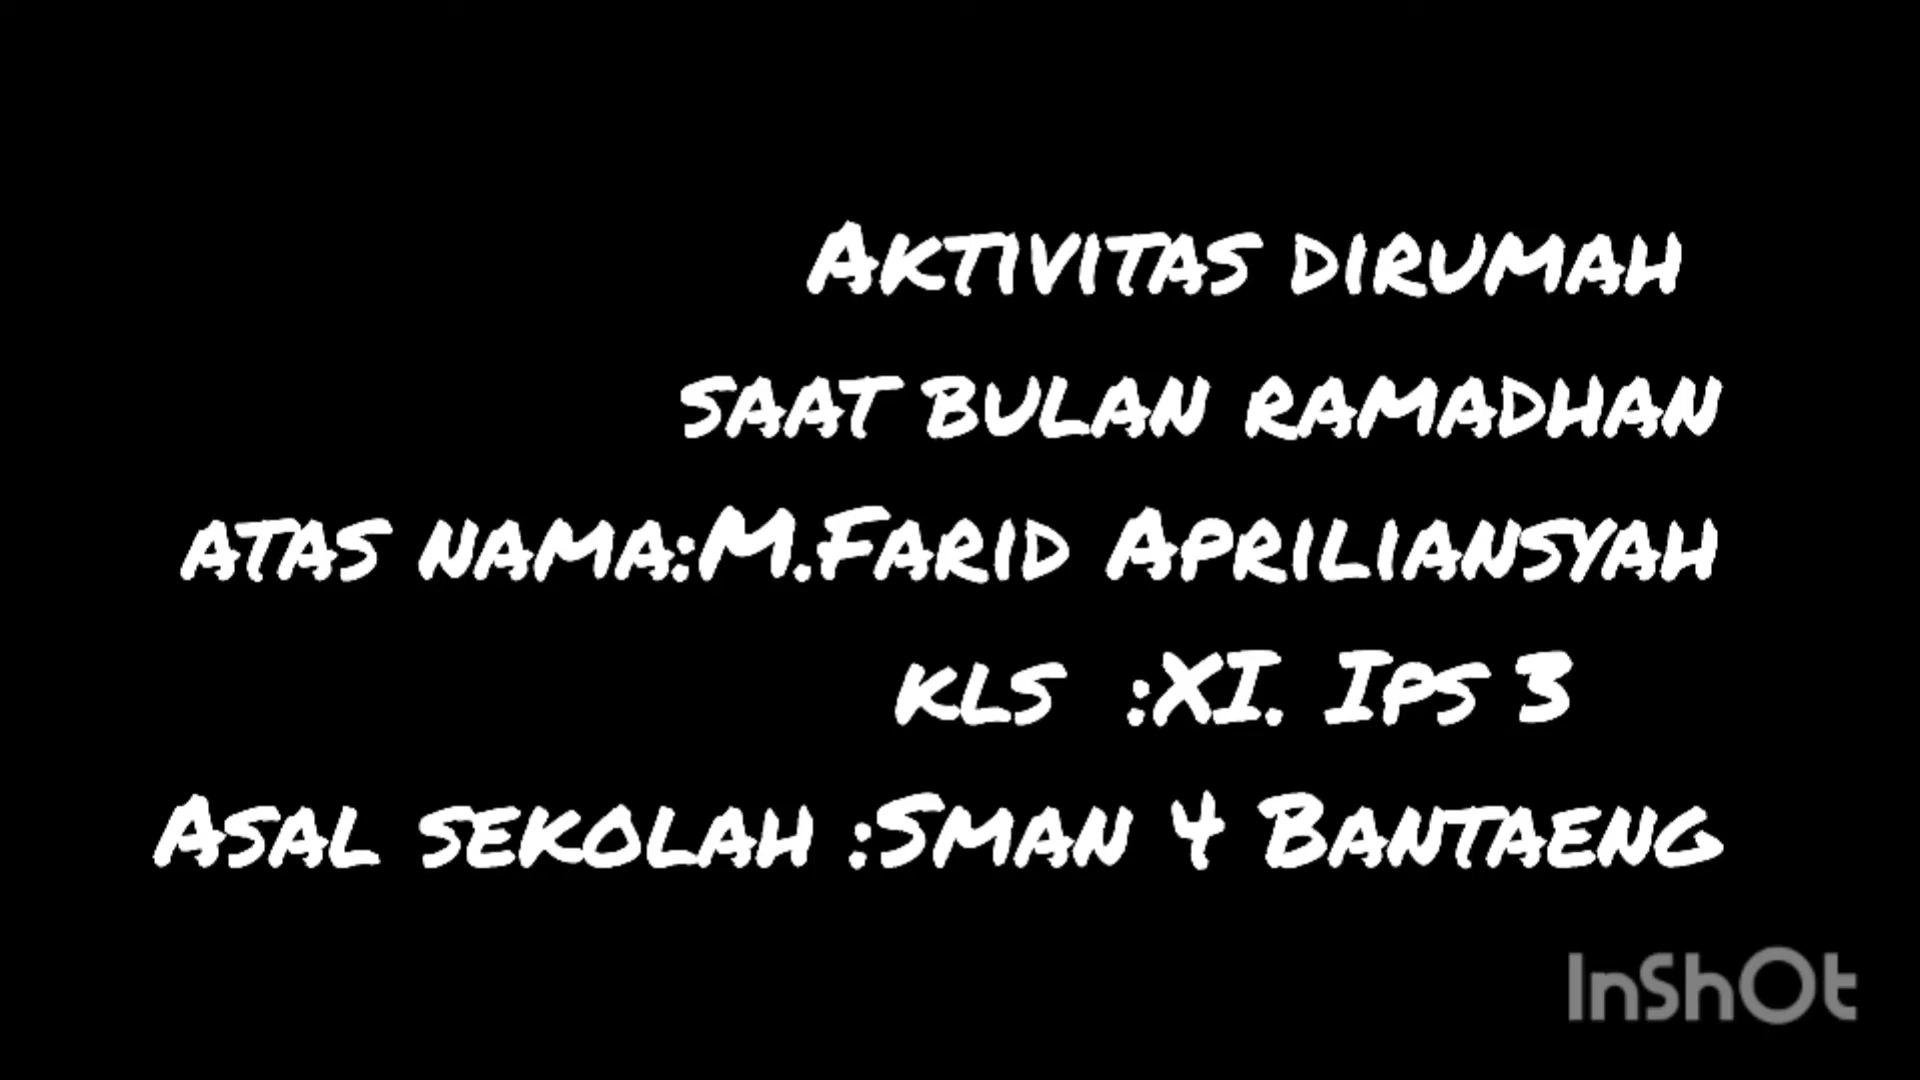 Aktivitas dirumah
saat bulan ramadhan
atas nama:M.Farid Apriliansyah
kls :XI. Ips 3
Asal sekolah :Sman 4 Bantaeng
InShOt